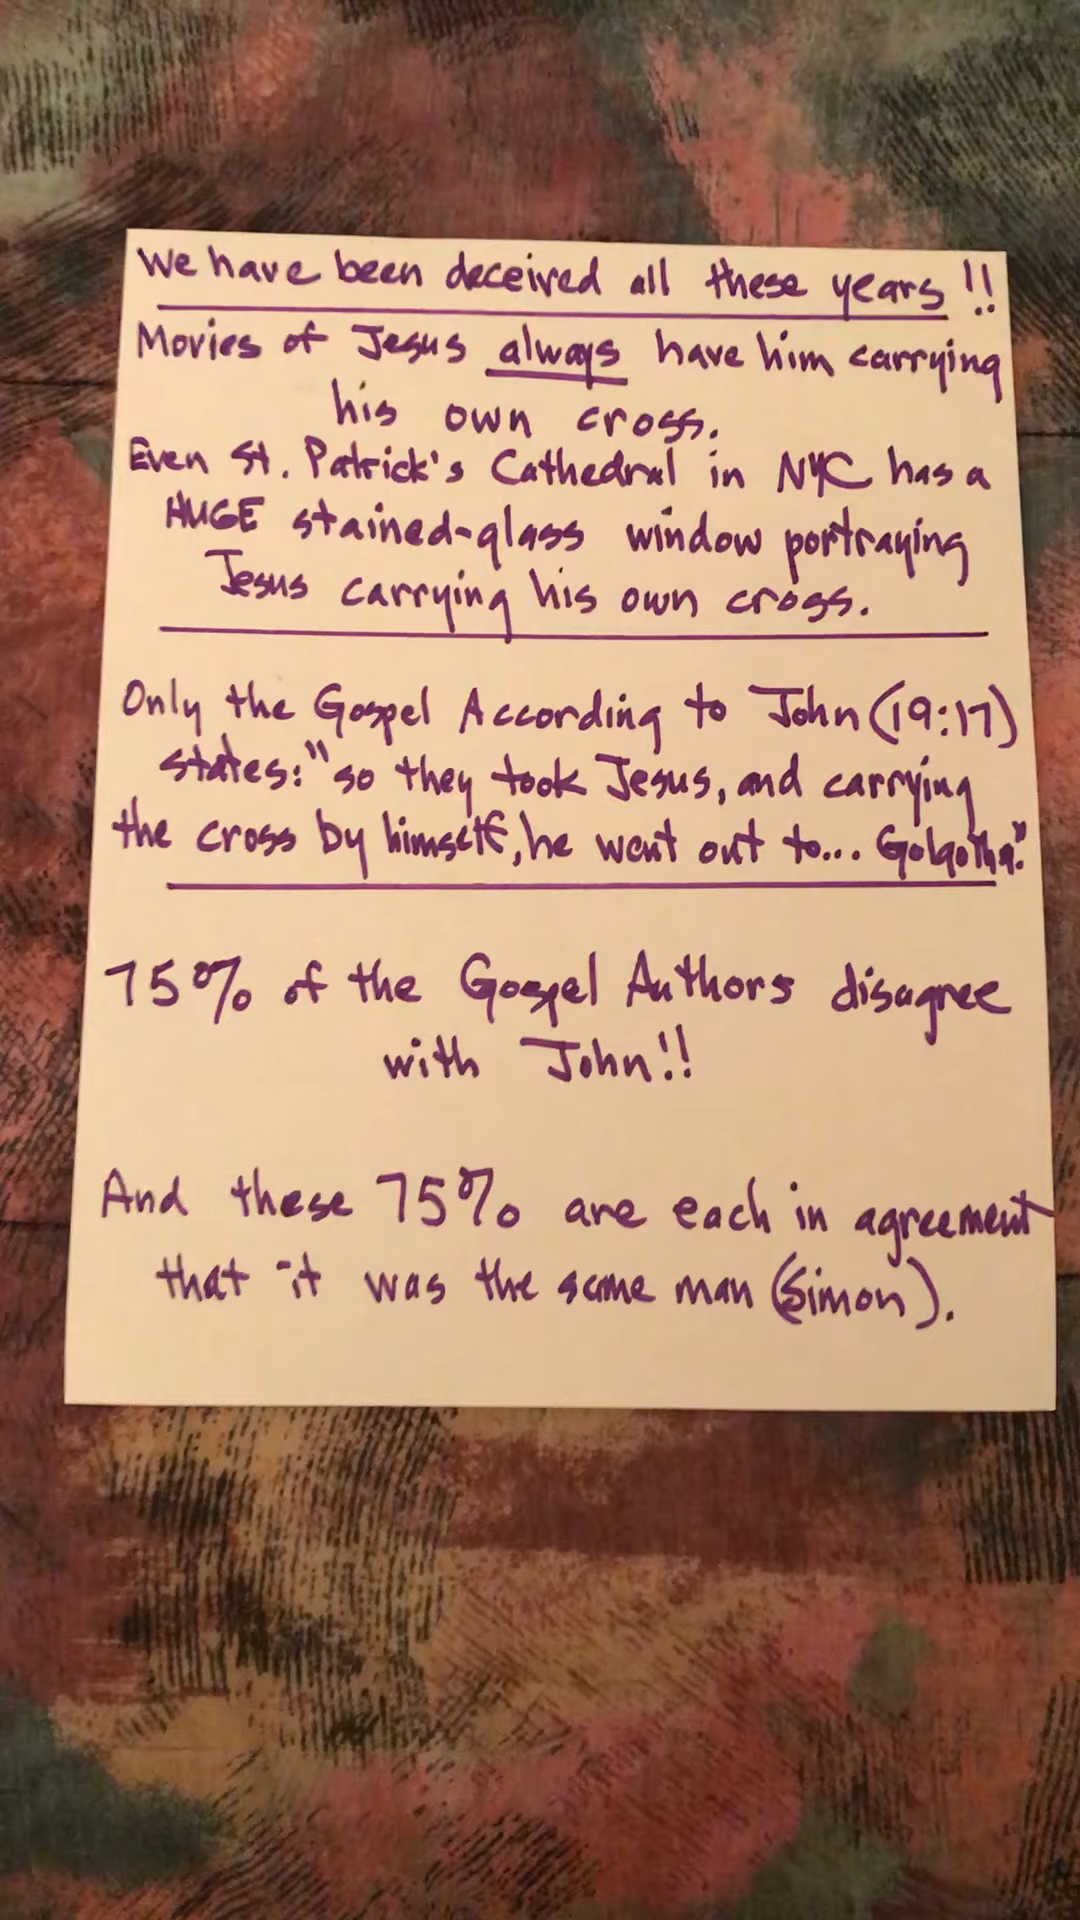 We have been deceived all these years!!
Movies of Jesus always have him carrying
his own cross.
Even St. Patrick's Cathedral in NYC has a
HUGE stained-glass window portraying
Jesus carrying his own cross.
Only the Gospel According to John (19:17)
states: "so they took Jesus, and carrying
the cross by himself, he went out to... Golgotha."
75% of the Gospel Authors disagree
with John!!
And these 75% are each in agreement
that it was the same man (Simon).